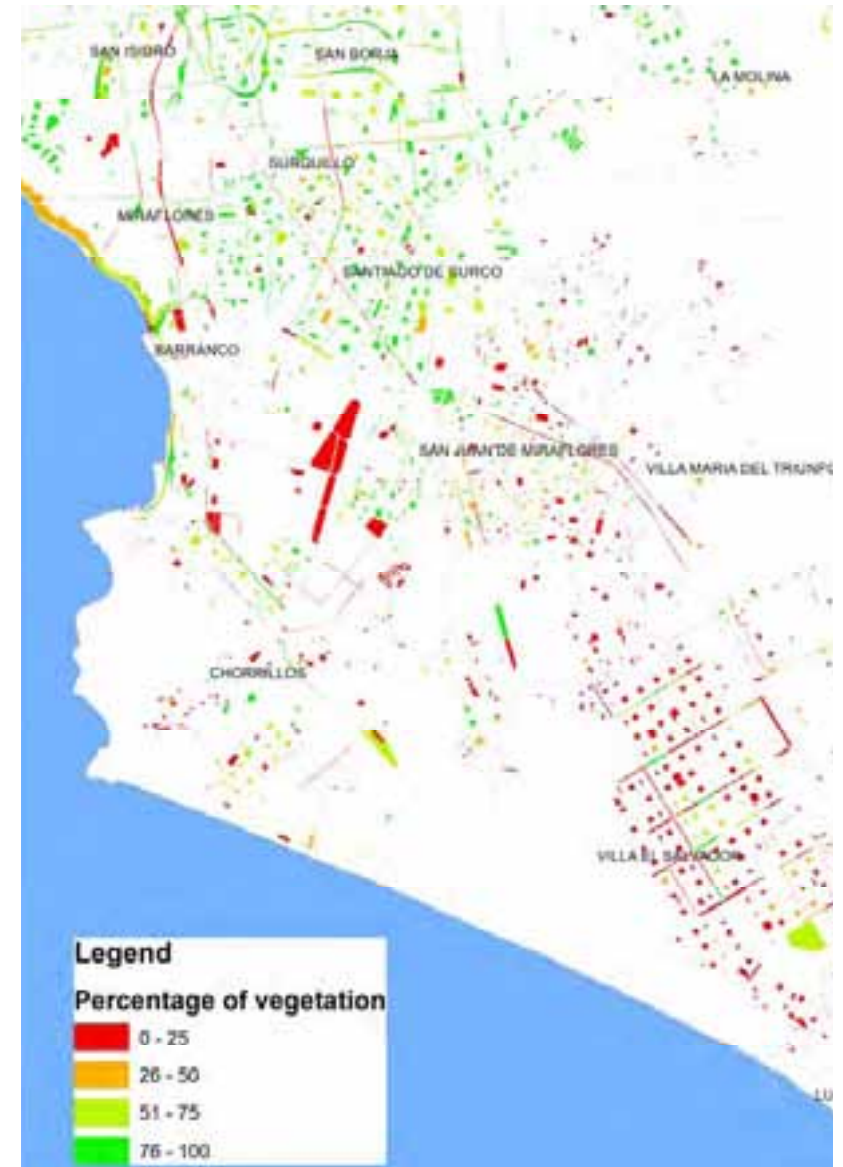 SAN ISIDRO
SAN BORJA
LA MOLINA
SURQUILLO
MIRAFLORES
SANTIAGO DE SURCO
BARRANCO
SAN JUAN DE MIRAFLORES
VILLA MARIA DEL TRIUNFO
CHORRILLOS
VILLA EL SALVADOR
LU
Legend
Percentage of vegetation
0 - 25
26 - 50
51 - 75
76 - 100